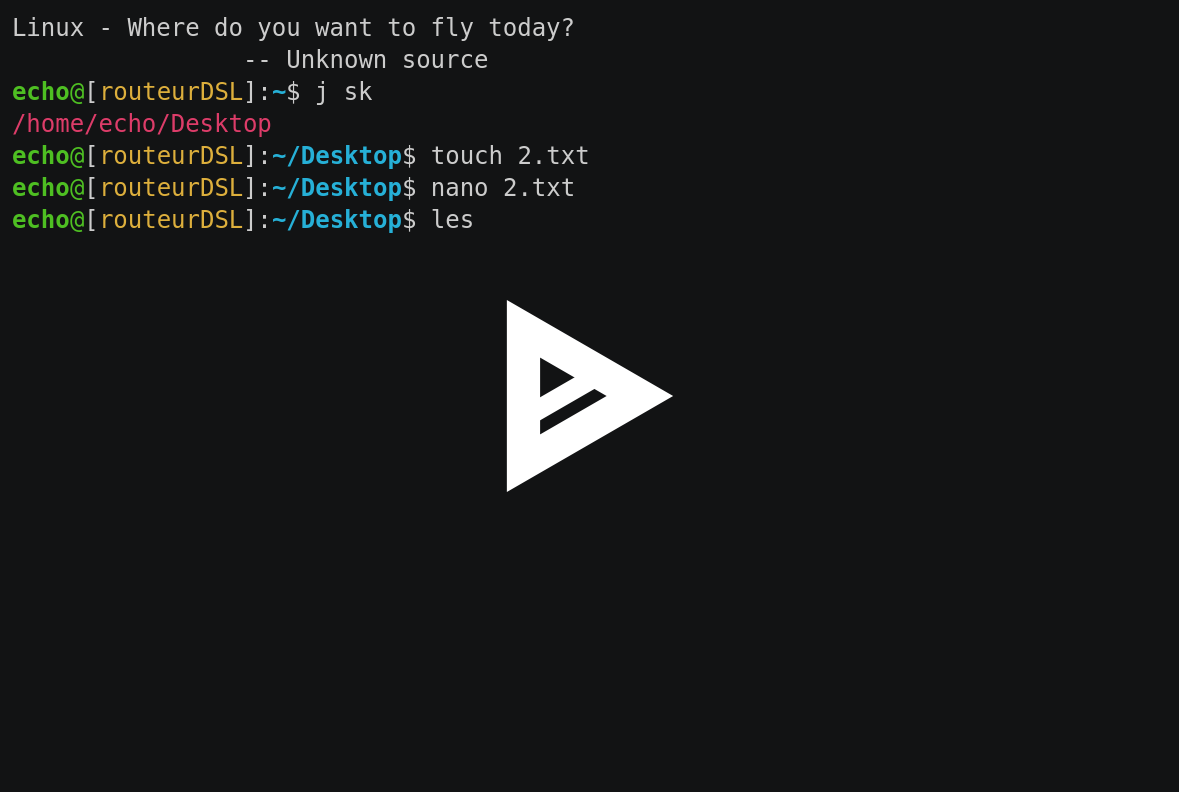 Linux - Where do you want to fly today?
-- Unknown source
echo@[routeurDSL]:~$ j sk
/home/echo/Desktop
echo@[routeurDSL]:~/Desktop$ touch 2.txt
echo@[routeurDSL]:~/Desktop$ nano 2.txt
echo@[routeurDSL]:~/Desktop$ les